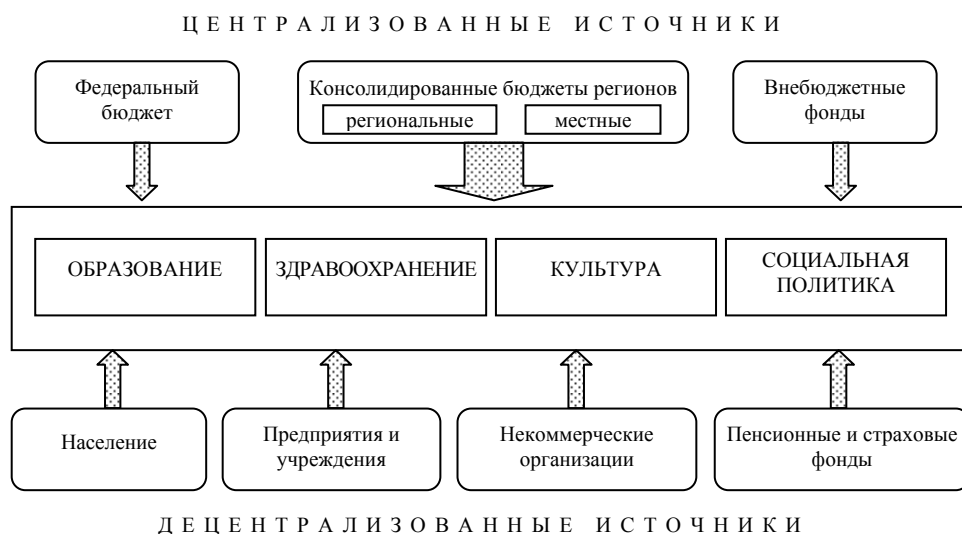 ЦЕНТРАЛИЗОВАННЫЕ ИСТОЧНИКИ
Федеральный
бюджет
Консолидированные бюджеты регионов
региональные
местные
Внебюджетные
фонды
ОБРАЗОВАНИЕ
ЗДРАВООХРАНЕНИЕ
КУЛЬТУРА
СОЦИАЛЬНАЯ
ПОЛИТИКА
Население
Предприятия и
учреждения
Некоммерческие
организации
Пенсионные и страховые
фонды
ДЕЦЕНТРАЛИЗОВАННЫЕ ИСТОЧНИКИ